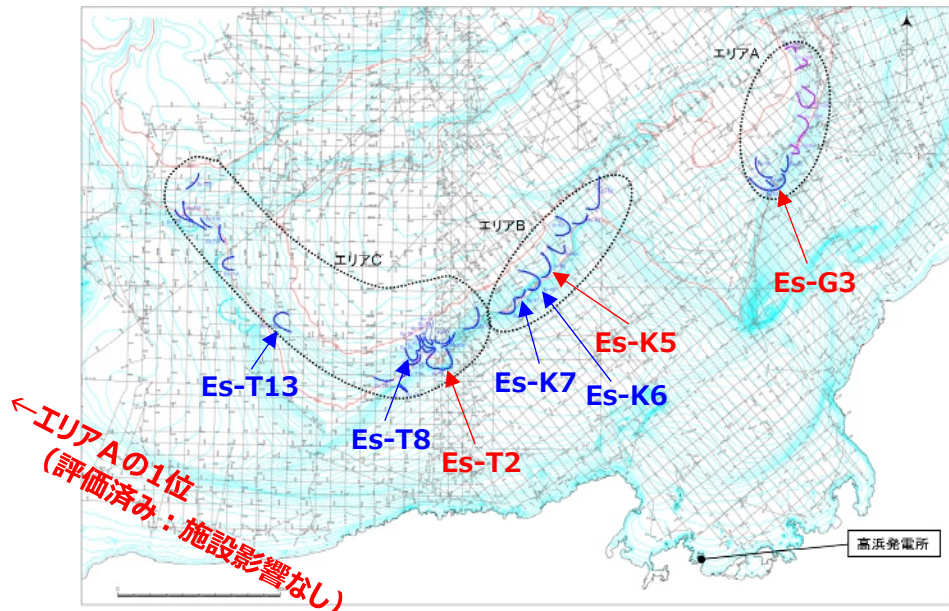 エリアA
エリアB
エリアC
Es-G3
Es-K5
Es-K7
Es-K6
Es-T13
Es-T8
Es-T2
←エリアAの1位
(評価済み:施設影響なし)
高浜発電所